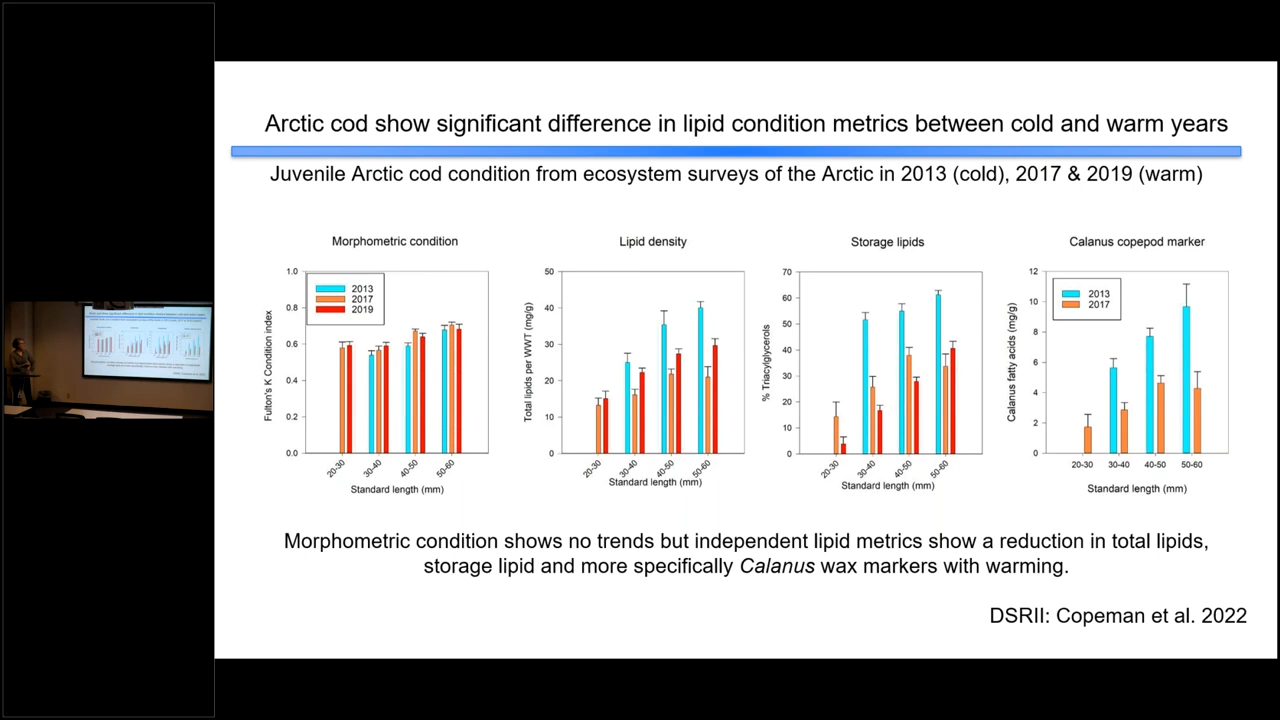 Arctic cod show significant difference in lipid condition metrics between cold and warm years
Juvenile Arctic cod condition from ecosystem surveys of the Arctic in 2013 (cold), 2017 & 2019 (warm)
Morphometric condition
1.0
0.8
0.6
0.4
0.2
0.0
Fulton's K Condition index
2013
2017
2019
20-30
30-40
40-50
50-60
Standard length (mm)
Lipid density
50
40
30
20
10
0
Total lipids per WWT (mg/g)
20-30
30-40
40-50
50-60
Standard length (mm)
Storage lipids
70
60
50
40
30
20
10
0
% Triacylglycerols
20-30
30-40
40-50
50-60
Standard length (mm)
Calanus copepod marker
12
10
8
6
4
2
0
Calanus fatty acids (mg/g)
2013
2017
20-30
30-40
40-50
50-60
Standard length (mm)
Morphometric condition shows no trends but independent lipid metrics show a reduction in total lipids,
storage lipid and more specifically Calanus wax markers with warming.
DSRII: Copeman et al. 2022